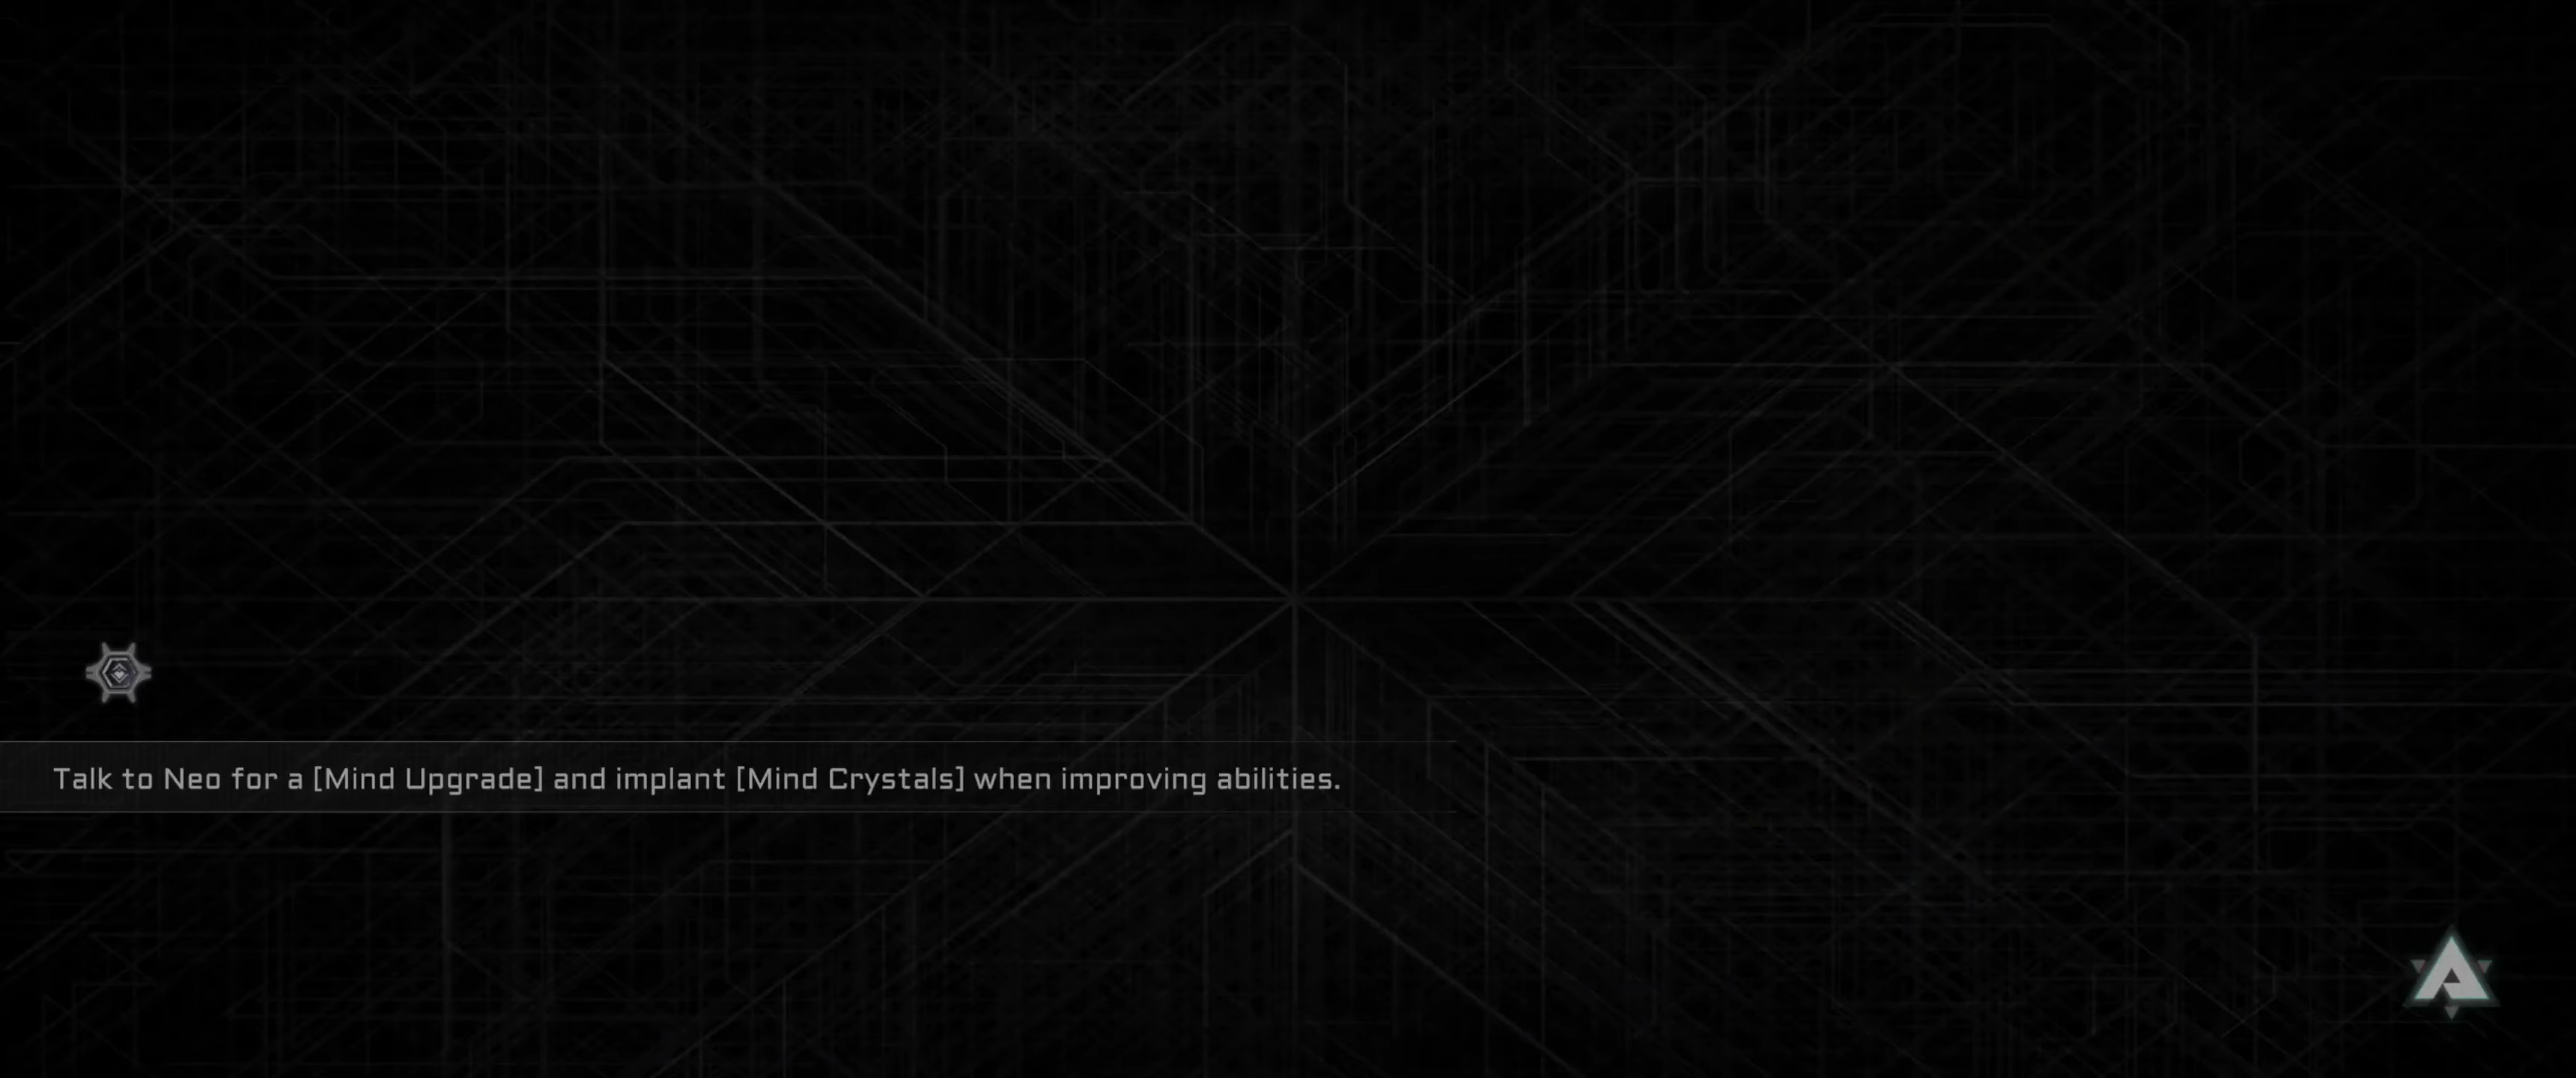 Talk to Neo for a [Mind Upgrade] and implant [Mind Crystals] when improving abilities.